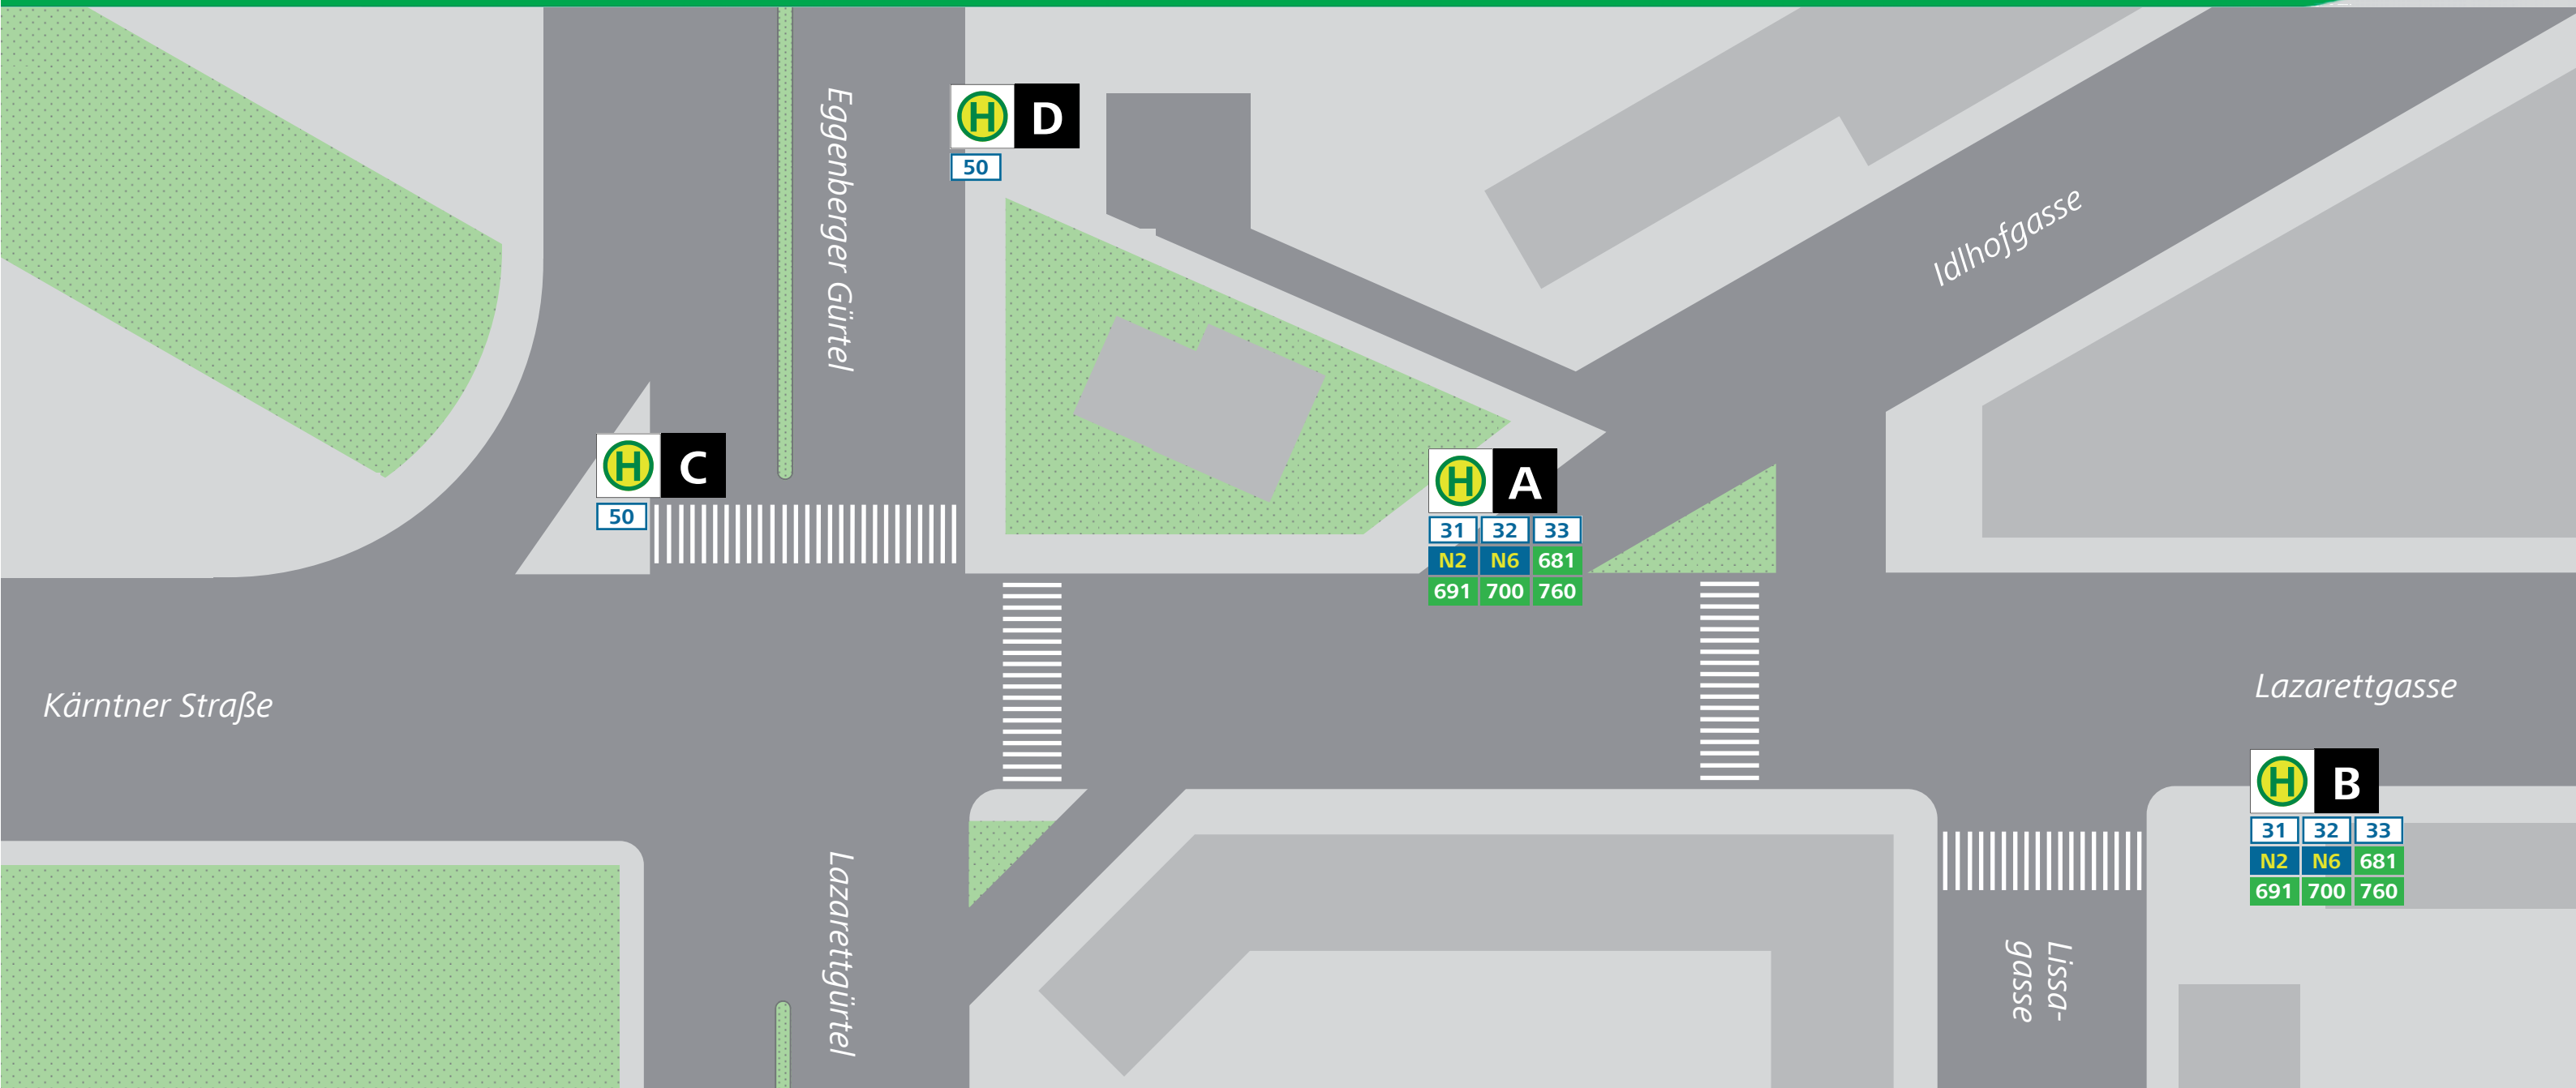 Eggenberger Gürtel
H D
50
Idlhofgasse
H C
50
H A
31 32 33
N2 N6 681
691 700 760
Kärntner Straße
Lazarettgasse
H B
31 32 33
N2 N6 681
691 700 760
Lazarettgürtel
Lissa-
gasse